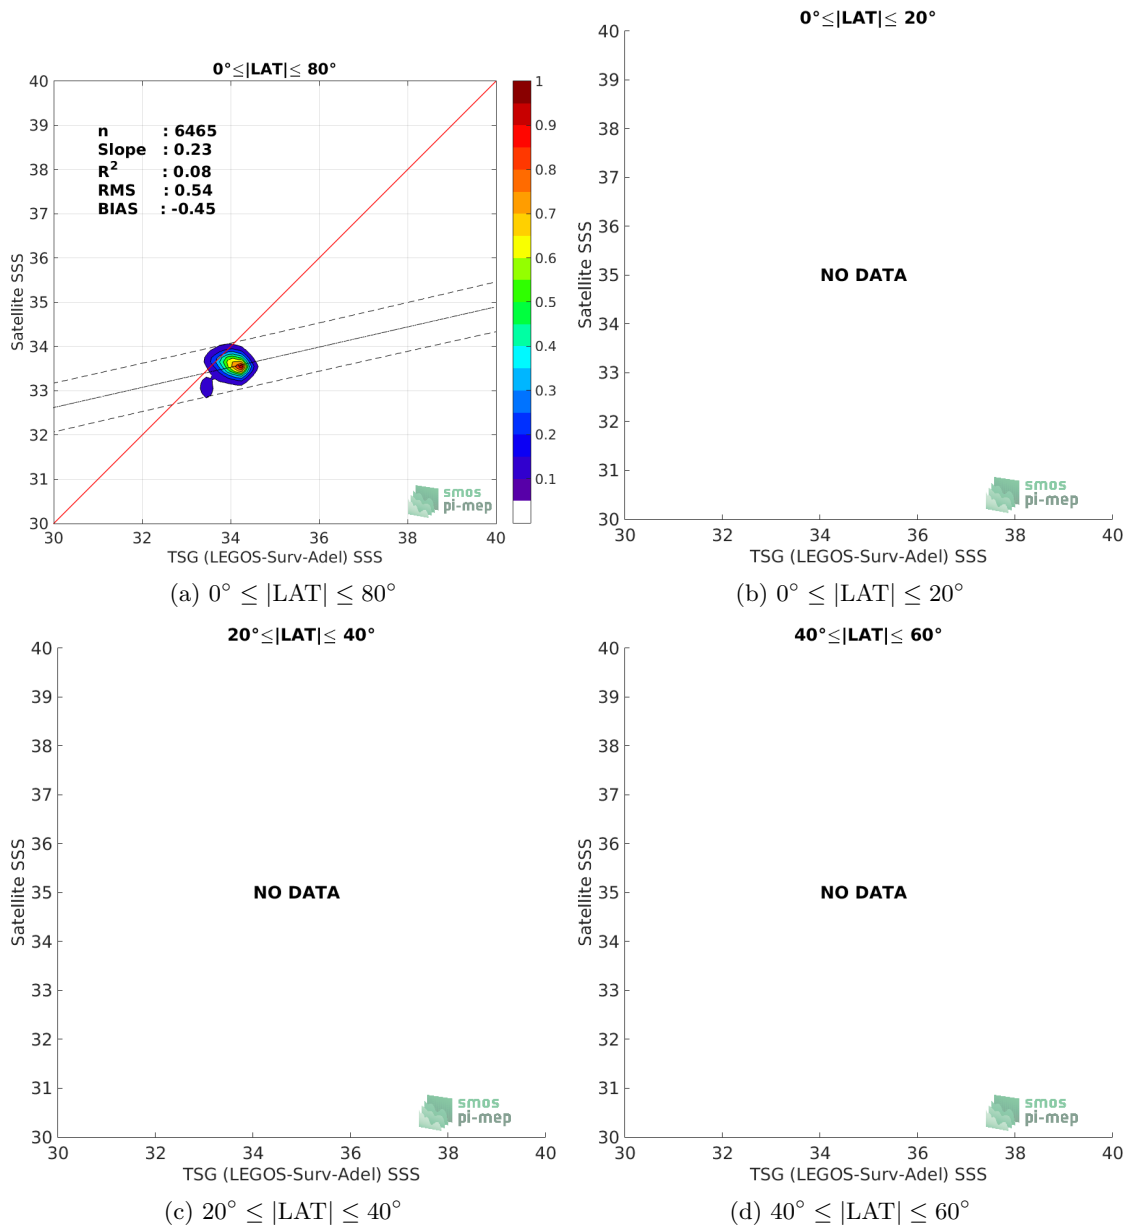 0°≤|LAT|≤ 80°
40
39
38
37
36
35
34
33
32
31
30
Satellite SSS
n : 6465
Slope : 0.23
R² : 0.08
RMS : 0.54
BIAS : -0.45
1
0.9
0.8
0.7
0.6
0.5
0.4
0.3
0.2
0.1
smos
pi-mep
30 32 34 36 38 40
TSG (LEGOS-Surv-Adel) SSS
(a) 0° ≤ |LAT| ≤ 80°
0°≤|LAT|≤ 20°
40
39
38
37
36
35
34
33
32
31
30
Satellite SSS
NO DATA
smos
pi-mep
30 32 34 36 38 40
TSG (LEGOS-Surv-Adel) SSS
(b) 0° ≤ |LAT| ≤ 20°
20°≤|LAT|≤ 40°
40
39
38
37
36
35
34
33
32
31
30
Satellite SSS
NO DATA
smos
pi-mep
30 32 34 36 38 40
TSG (LEGOS-Surv-Adel) SSS
(c) 20° ≤ |LAT| ≤ 40°
40°≤|LAT|≤ 60°
40
39
38
37
36
35
34
33
32
31
30
Satellite SSS
NO DATA
smos
pi-mep
30 32 34 36 38 40
TSG (LEGOS-Surv-Adel) SSS
(d) 40° ≤ |LAT| ≤ 60°